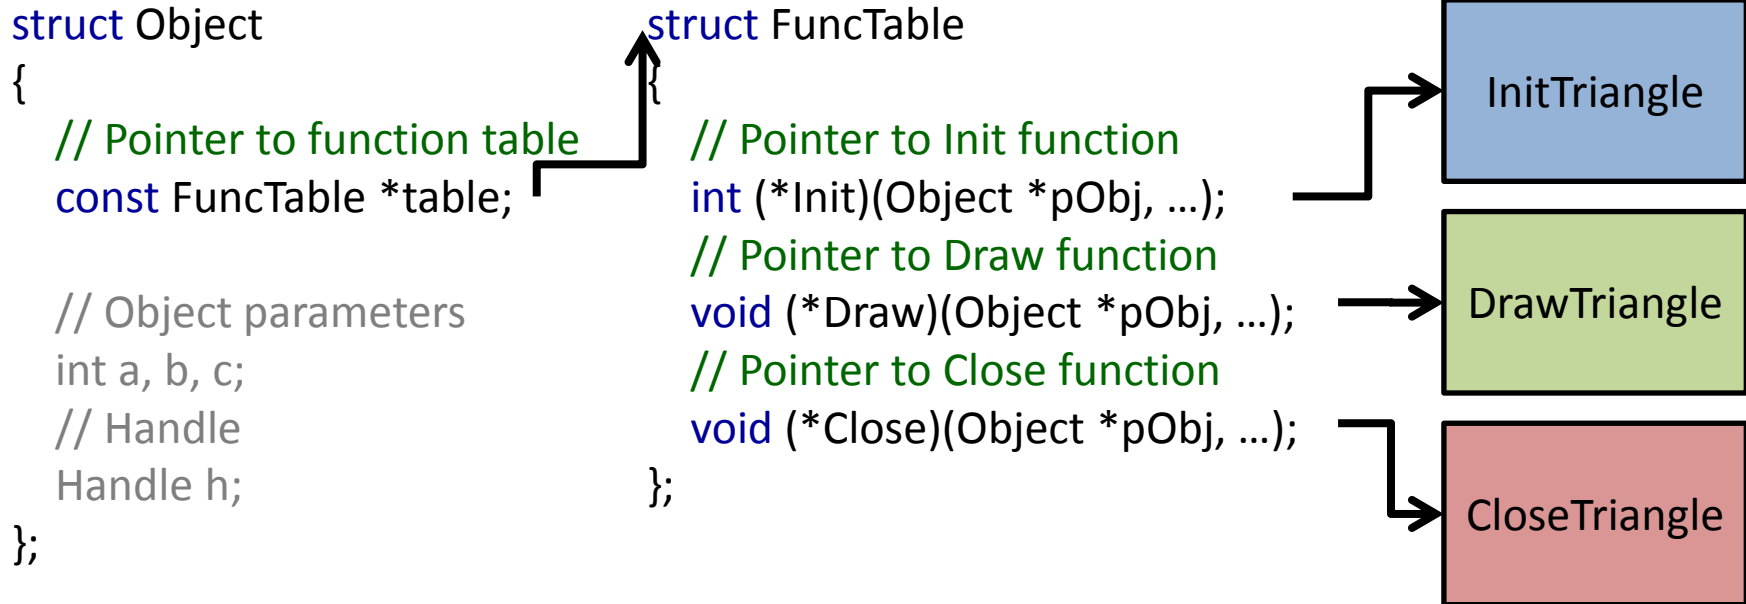 struct Object
{
// Pointer to function table
const FuncTable *table;
// Object parameters
int a, b, c;
// Handle
Handle h;
};
struct FuncTable
{
// Pointer to Init function
int (*Init)(Object *pObj, …);
// Pointer to Draw function
void (*Draw)(Object *pObj, …);
// Pointer to Close function
void (*Close)(Object *pObj, …);
};
InitTriangle
DrawTriangle
CloseTriangle